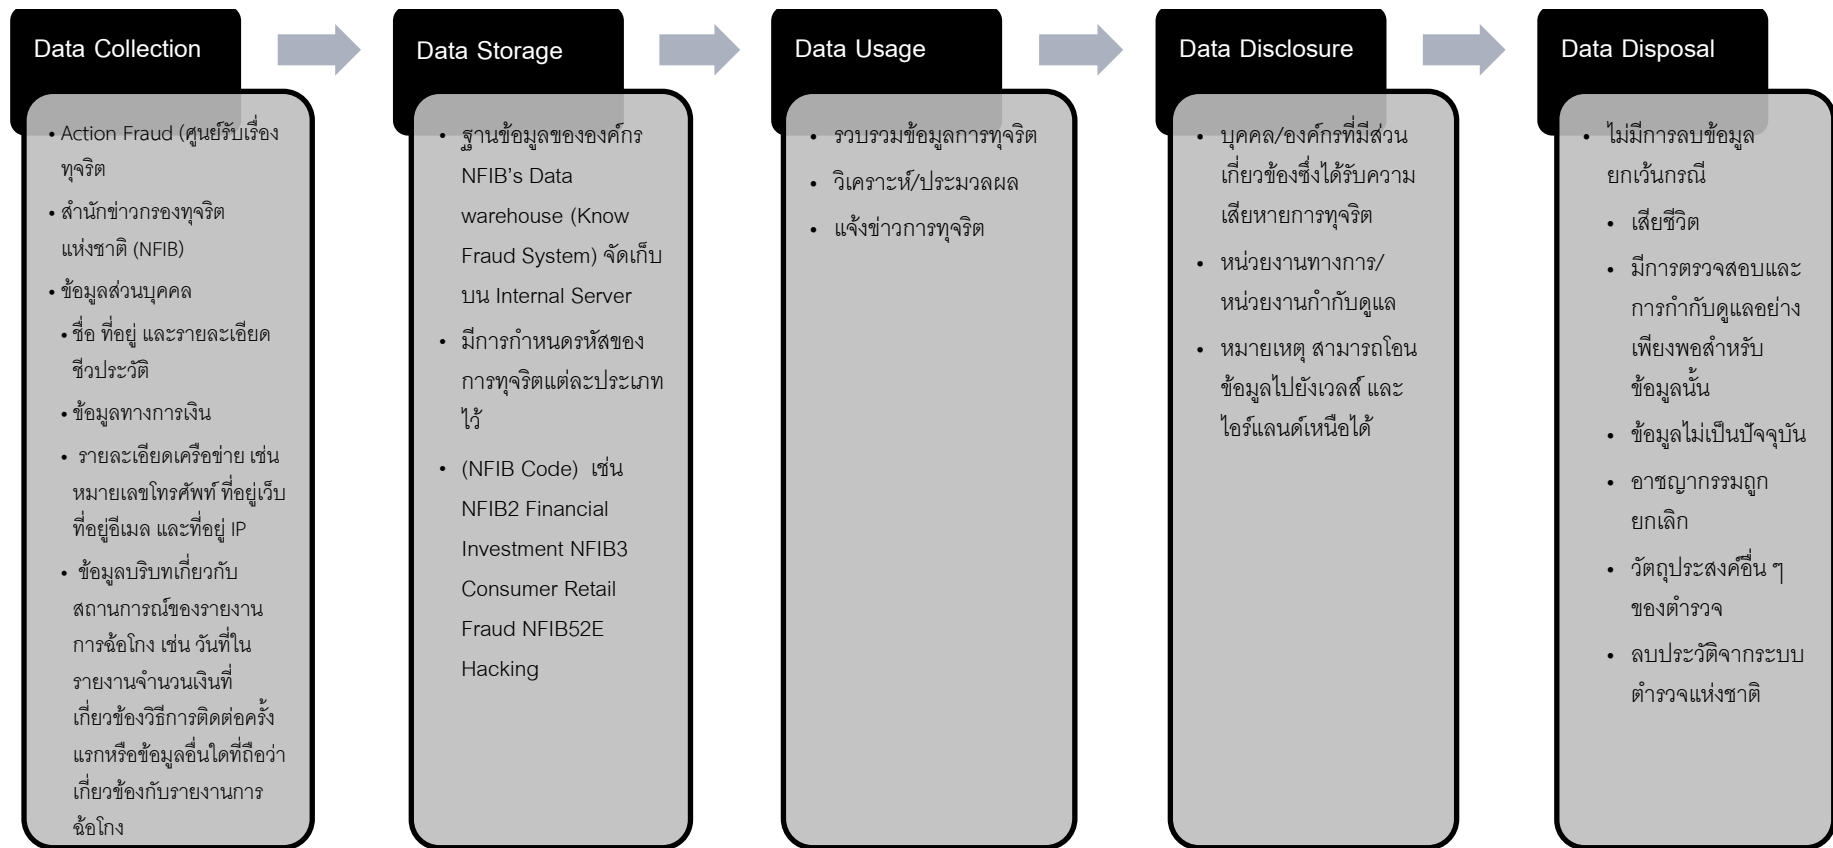 Data Collection
• Action Fraud (ศูนย์รับเรื่อง
ทุจริต
• สำนักข่าวกรองทุจริต
แห่งชาติ (NFIB)
• ข้อมูลส่วนบุคคล
• ชื่อ ที่อยู่ และรายละเอียด
ชีวประวัติ
• ข้อมูลทางการเงิน
• รายละเอียดเครือข่าย เช่น
หมายเลขโทรศัพท์ ที่อยู่เว็บ
ที่อยู่อีเมล และที่อยู่ IP
• ข้อมูลบริบทเกี่ยวกับ
สถานการณ์ของรายงาน
การฉ้อโกง เช่น วันที่ใน
รายงานจำนวนเงินที่
เกี่ยวข้องวิธีการติดต่อครั้ง
แรกหรือข้อมูลอื่นใดที่ถือว่า
เกี่ยวข้องกับรายงานการ
ฉ้อโกง
Data Storage
• ฐานข้อมูลขององค์กร
NFIB's Data
warehouse (Know
Fraud System) จัดเก็บ
บน Internal Server
• มีการกำหนดรหัสของ
การทุจริตแต่ละประเภท
ไว้
• (NFIB Code) เช่น
NFIB2 Financial
Investment NFIB3
Consumer Retail
Fraud NFIB52E
Hacking
Data Usage
• รวบรวมข้อมูลการทุจริต
• วิเคราะห์/ประมวลผล
• แจ้งข่าวการทุจริต
Data Disclosure
• บุคคล/องค์กรที่มีส่วน
เกี่ยวข้องซึ่งได้รับความ
เสียหายการทุจริต
• หน่วยงานทางการ/
หน่วยงานกำกับดูแล
• หมายเหตุ สามารถโอน
ข้อมูลไปยังเวลส์ และ
ไอร์แลนด์เหนือได้
Data Disposal
• ไม่มีการลบข้อมูล
ยกเว้นกรณี
• เสียชีวิต
• มีการตรวจสอบและ
การกำกับดูแลอย่าง
เพียงพอสำหรับ
ข้อมูลนั้น
• ข้อมูลไม่เป็นปัจจุบัน
• อาชญากรรมถูก
ยกเลิก
• วัตถุประสงค์อื่น ๆ
ของตำรวจ
• ลบประวัติจากระบบ
ตำรวจแห่งชาติ